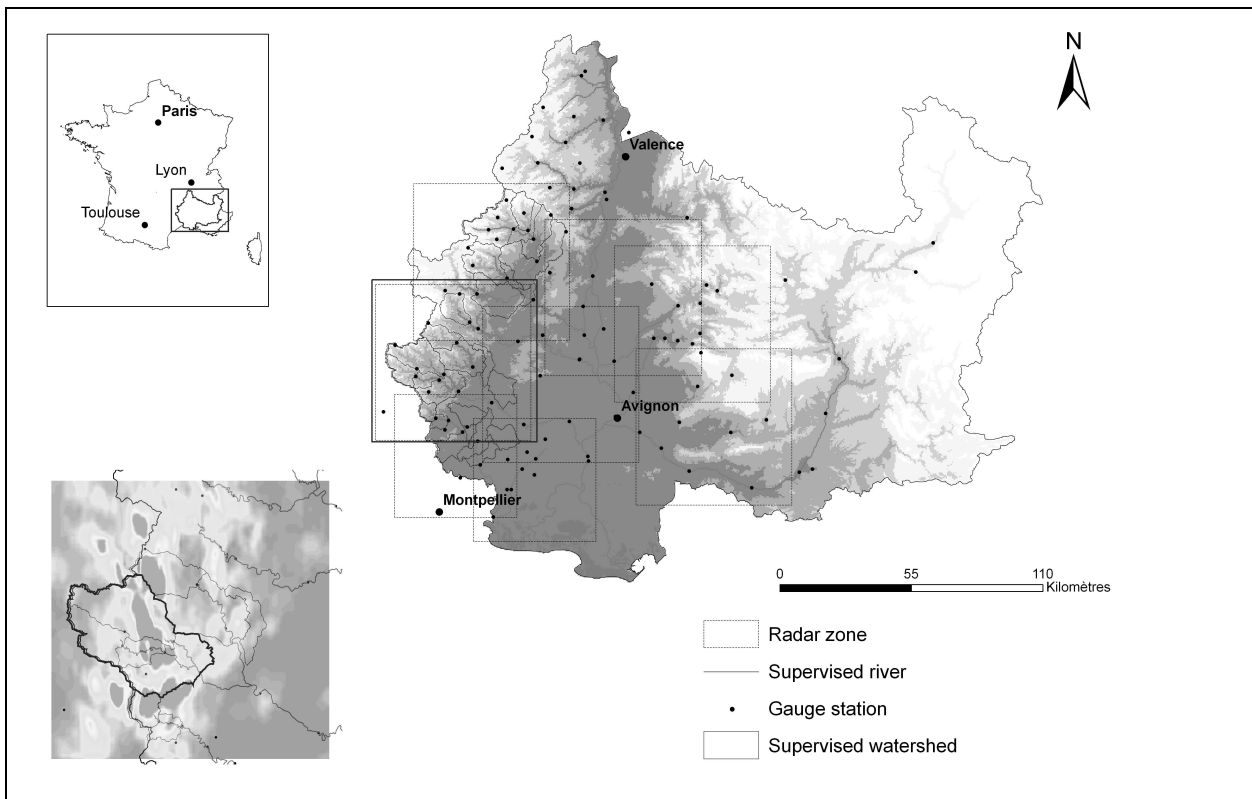 N
Paris
Lyon
Toulouse
Valence
Avignon
Montpellier
0 55 110
Kilomètres
Radar zone
Supervised river
Gauge station
Supervised watershed